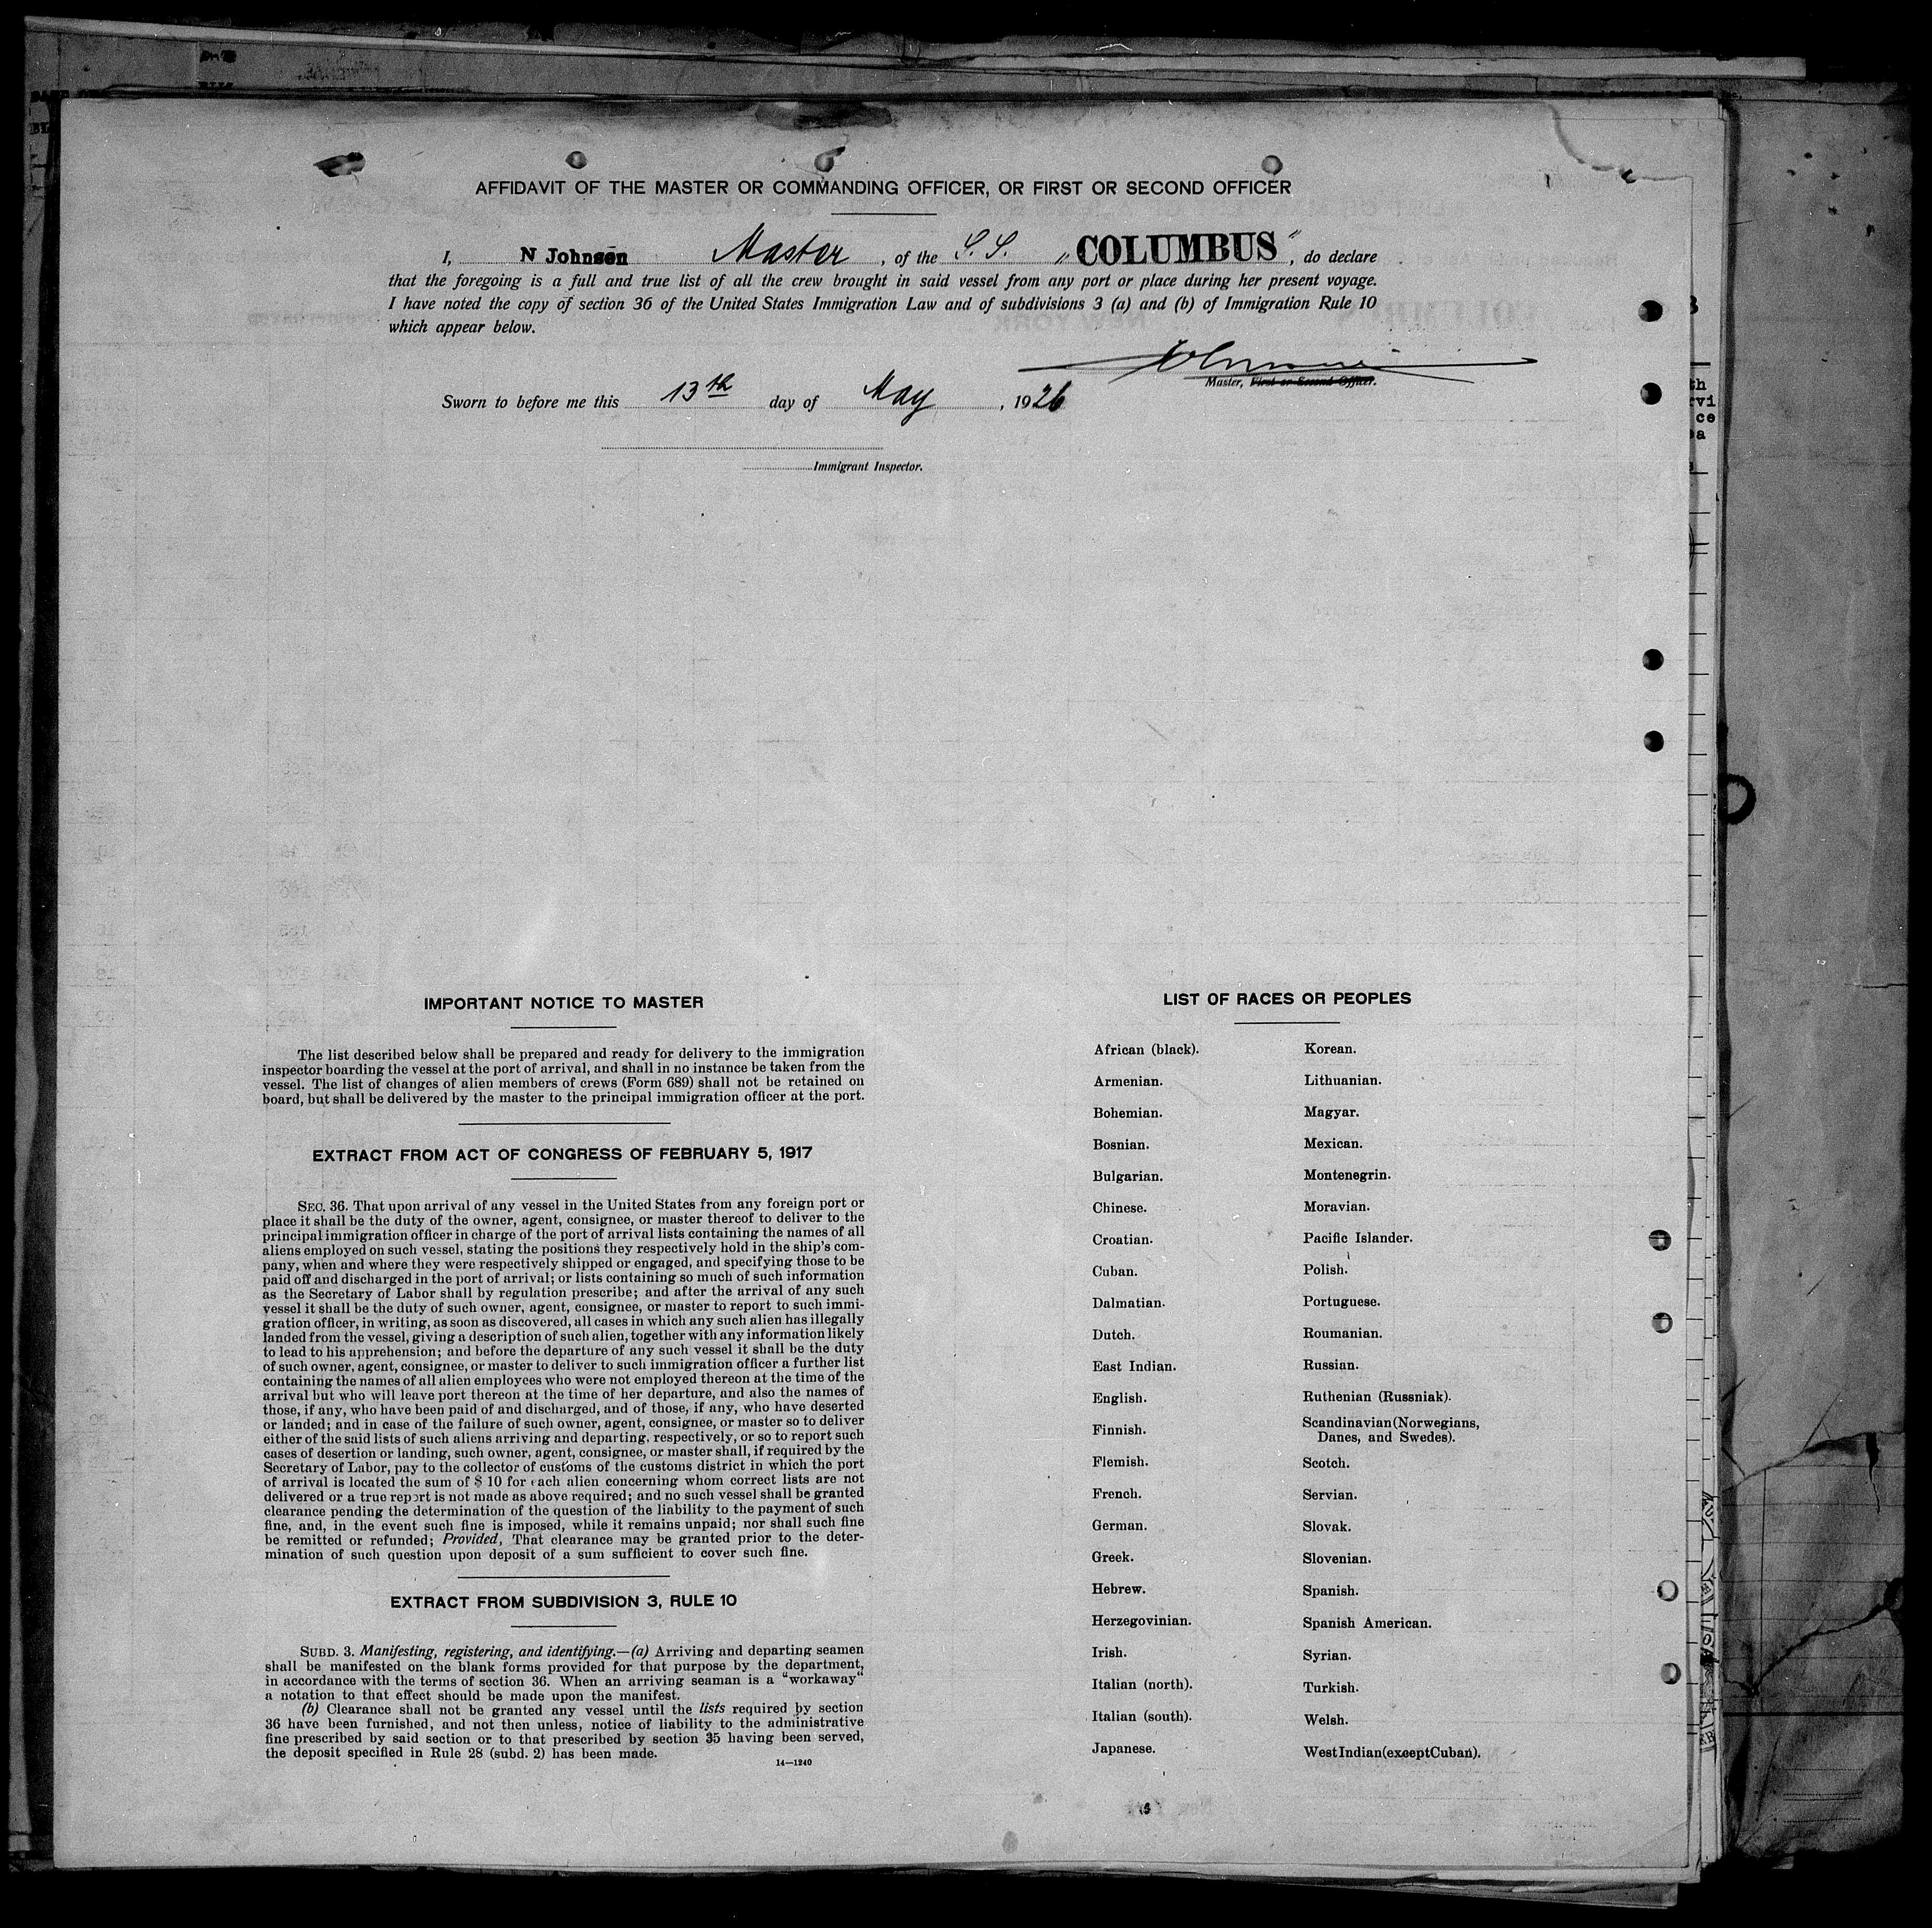 AFFIDAVIT OF THE MASTER OR COMMANDING OFFICER, OR FIRST OR SECOND OFFICER
I, N Johnsen Master, of the S.S. „COLUMBUS“, do declare
that the foregoing is a full and true list of all the crew brought in said vessel from any port or place during her present voyage.
I have noted the copy of section 36 of the United States Immigration Law and of subdivisions 3 (a) and (b) of Immigration Rule 10
which appear below.
Master, First or Second Officer.
Sworn to before me this 13th day of May, 1926
Immigrant Inspector.
IMPORTANT NOTICE TO MASTER
The list described below shall be prepared and ready for delivery to the immigration
inspector boarding the vessel at the port of arrival, and shall in no instance be taken from the
vessel. The list of changes of alien members of crews (Form 689) shall not be retained on
board, but shall be delivered by the master to the principal immigration officer at the port.
EXTRACT FROM ACT OF CONGRESS OF FEBRUARY 5, 1917
SEC. 36. That upon arrival of any vessel in the United States from any foreign port or
place it shall be the duty of the owner, agent, consignee, or master thereof to deliver to the
principal immigration officer in charge of the port of arrival lists containing the names of all
aliens employed on such vessel, stating the positions they respectively hold in the ship's com-
pany, when and where they were respectively shipped or engaged, and specifying those to be
paid off and discharged in the port of arrival; or lists containing so much of such information
as the Secretary of Labor shall by regulation prescribe; and after the arrival of any such
vessel it shall be the duty of such owner, agent, consignee, or master to report to such immi-
gration officer, in writing, as soon as discovered, all cases in which any such alien has illegally
landed from the vessel, giving a description of such alien, together with any information likely
to lead to his apprehension; and before the departure of any such vessel it shall be the duty
of such owner, agent, consignee, or master to deliver to such immigration officer a further list
containing the names of all alien employees who were not employed thereon at the time of the
arrival but who will leave port thereon at the time of her departure, and also the names of
those, if any, who have been paid of and discharged, and of those, if any, who have deserted
or landed; and in case of the failure of such owner, agent, consignee, or master so to deliver
either of the said lists of such aliens arriving and departing, respectively, or so to report such
cases of desertion or landing, such owner, agent, consignee, or master shall, if required by the
Secretary of Labor, pay to the collector of customs of the customs district in which the port
of arrival is located the sum of $ 10 for each alien concerning whom correct lists are not
delivered or a true report is not made as above required; and no such vessel shall be granted
clearance pending the determination of the question of the liability to the payment of such
fine, and, in the event such fine is imposed, while it remains unpaid; nor shall such fine
be remitted or refunded; Provided, That clearance may be granted prior to the deter-
mination of such question upon deposit of a sum sufficient to cover such fine.
EXTRACT FROM SUBDIVISION 3, RULE 10
SUBD. 3. Manifesting, registering, and identifying.—(a) Arriving and departing seamen
shall be manifested on the blank forms provided for that purpose by the department,
in accordance with the terms of section 36. When an arriving seaman is a “workaway“
a notation to that effect should be made upon the manifest.
(b) Clearance shall not be granted any vessel until the lists required by section
36 have been furnished, and not then unless, notice of liability to the administrative
fine prescribed by said section or to that prescribed by section 35 having been served,
the deposit specified in Rule 28 (subd. 2) has been made.
14—1240
LIST OF RACES OR PEOPLES
African (black).
Armenian.
Bohemian.
Bosnian.
Bulgarian.
Chinese.
Croatian.
Cuban.
Dalmatian.
Dutch.
East Indian.
English.
Finnish.
Flemish.
French.
German.
Greek.
Hebrew.
Herzegovinian.
Irish.
Italian (north).
Italian (south).
Japanese.
Korean.
Lithuanian.
Magyar.
Mexican.
Montenegrin.
Moravian.
Pacific Islander.
Polish.
Portuguese.
Roumanian.
Russian.
Ruthenian (Russniak).
Scandinavian (Norwegians,
Danes, and Swedes).
Scotch.
Servian.
Slovak.
Slovenian.
Spanish.
Spanish American.
Syrian.
Turkish.
Welsh.
West Indian (except Cuban).